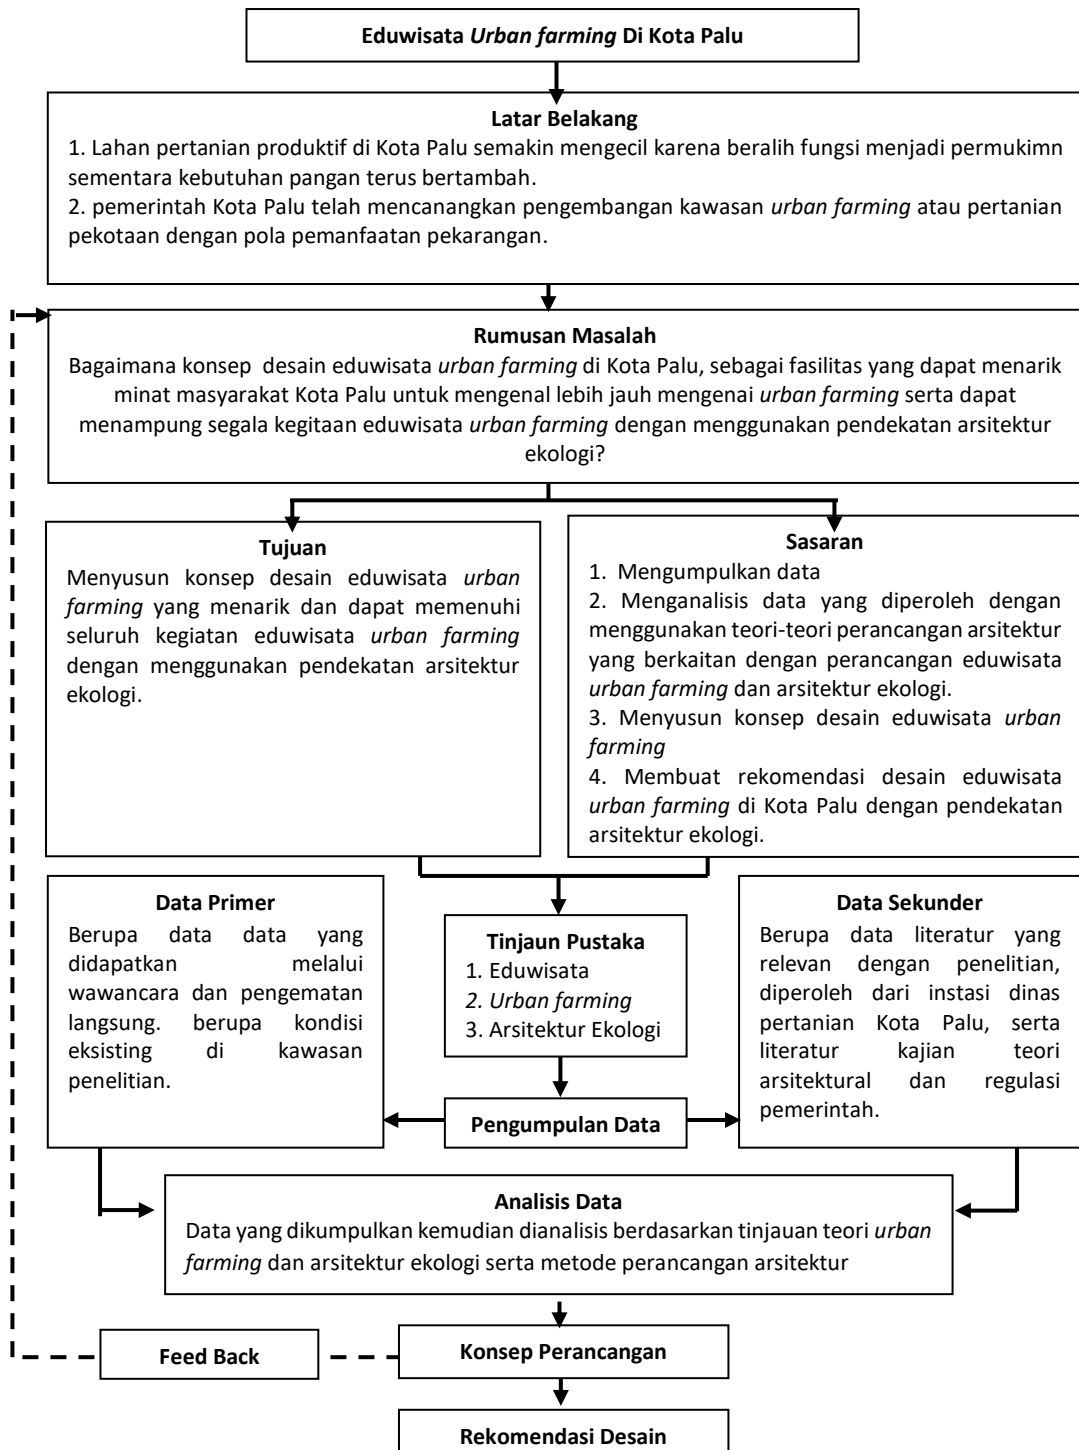 Eduwisata Urban farming Di Kota Palu
Latar Belakang
1. Lahan pertanian produktif di Kota Palu semakin mengecil karena beralih fungsi menjadi permukimn
sementara kebutuhan pangan terus bertambah.
2. pemerintah Kota Palu telah mencanangkan pengembangan kawasan urban farming atau pertanian
pekotaan dengan pola pemanfaatan pekarangan.
Rumusan Masalah
Bagaimana konsep desain eduwisata urban farming di Kota Palu, sebagai fasilitas yang dapat menarik
minat masyarakat Kota Palu untuk mengenal lebih jauh mengenai urban farming serta dapat
menampung segala kegitaan eduwisata urban farming dengan menggunakan pendekatan arsitektur
ekologi?
Tujuan
Menyusun konsep desain eduwisata urban
farming yang menarik dan dapat memenuhi
seluruh kegiatan eduwisata urban farming
dengan menggunakan pendekatan arsitektur
ekologi.
Sasaran
1. Mengumpulkan data
2. Menganalisis data yang diperoleh dengan
menggunakan teori-teori perancangan arsitektur
yang berkaitan dengan perancangan eduwisata
urban farming dan arsitektur ekologi.
3. Menyusun konsep desain eduwisata urban
farming
4. Membuat rekomendasi desain eduwisata
urban farming di Kota Palu dengan pendekatan
arsitektur ekologi.
Data Primer
Berupa data data yang
didapatkan melalui
wawancara dan pengematan
langsung. berupa kondisi
eksisting di kawasan
penelitian.
Tinjaun Pustaka
1. Eduwisata
2. Urban farming
3. Arsitektur Ekologi
Data Sekunder
Berupa data literatur yang
relevan dengan penelitian,
diperoleh dari instasi dinas
pertanian Kota Palu, serta
literatur kajian teori
arsitektural dan regulasi
pemerintah.
Pengumpulan Data
Analisis Data
Data yang dikumpulkan kemudian dianalisis berdasarkan tinjauan teori urban
farming dan arsitektur ekologi serta metode perancangan arsitektur
Feed Back
Konsep Perancangan
Rekomendasi Desain